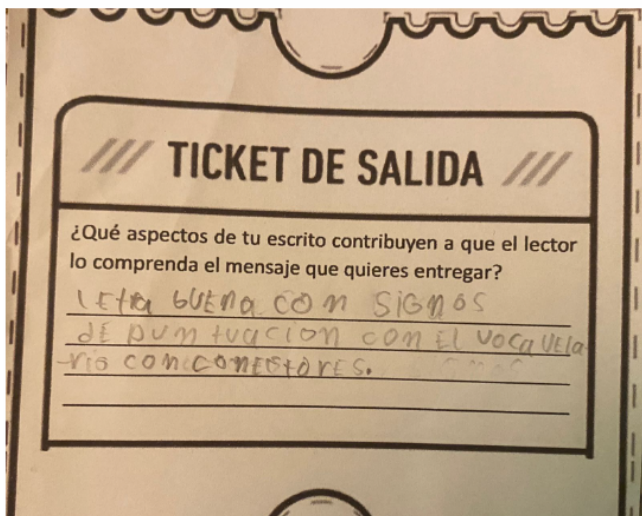 /// TICKET DE SALIDA ///
¿Qué aspectos de tu escrito contribuyen a que el lector
lo comprenda el mensaje que quieres entregar?
lEtra buEna con SiGnos
dE puntuacion con El vocavEla
rio con conEctorEs.